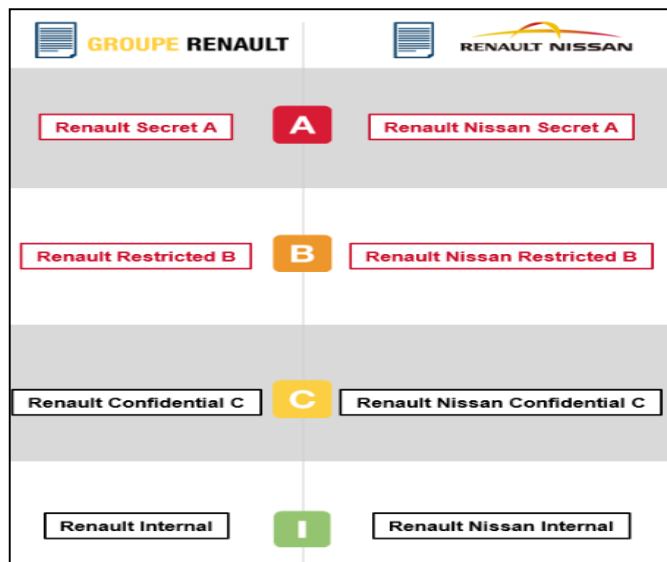 GROUPE RENAULT
RENAULT NISSAN
Renault Secret A
A
Renault Nissan Secret A
Renault Restricted B
B
Renault Nissan Restricted B
Renault Confidential C
C
Renault Nissan Confidential C
Renault Internal
I
Renault Nissan Internal